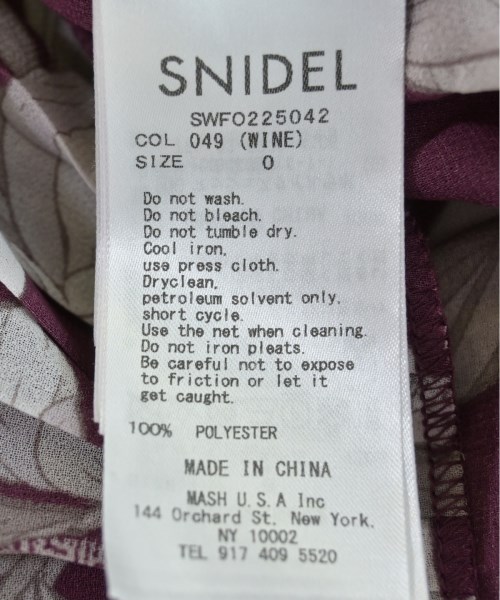 SNIDEL
SWFO225042
COL 049 (WINE)
SIZE 0
Do not wash.
Do not bleach.
Do not tumble dry.
Cool iron.
use press cloth.
Dryclean.
petroleum solvent only.
short cycle.
Use the net when cleaning.
Do not iron pleats.
Be careful not to expose
to friction or let it
get caught.
100% POLYESTER
MADE IN CHINA
MASH U.S.A Inc
144 Orchard St. New York.
NY 10002
TEL 917 409 5520